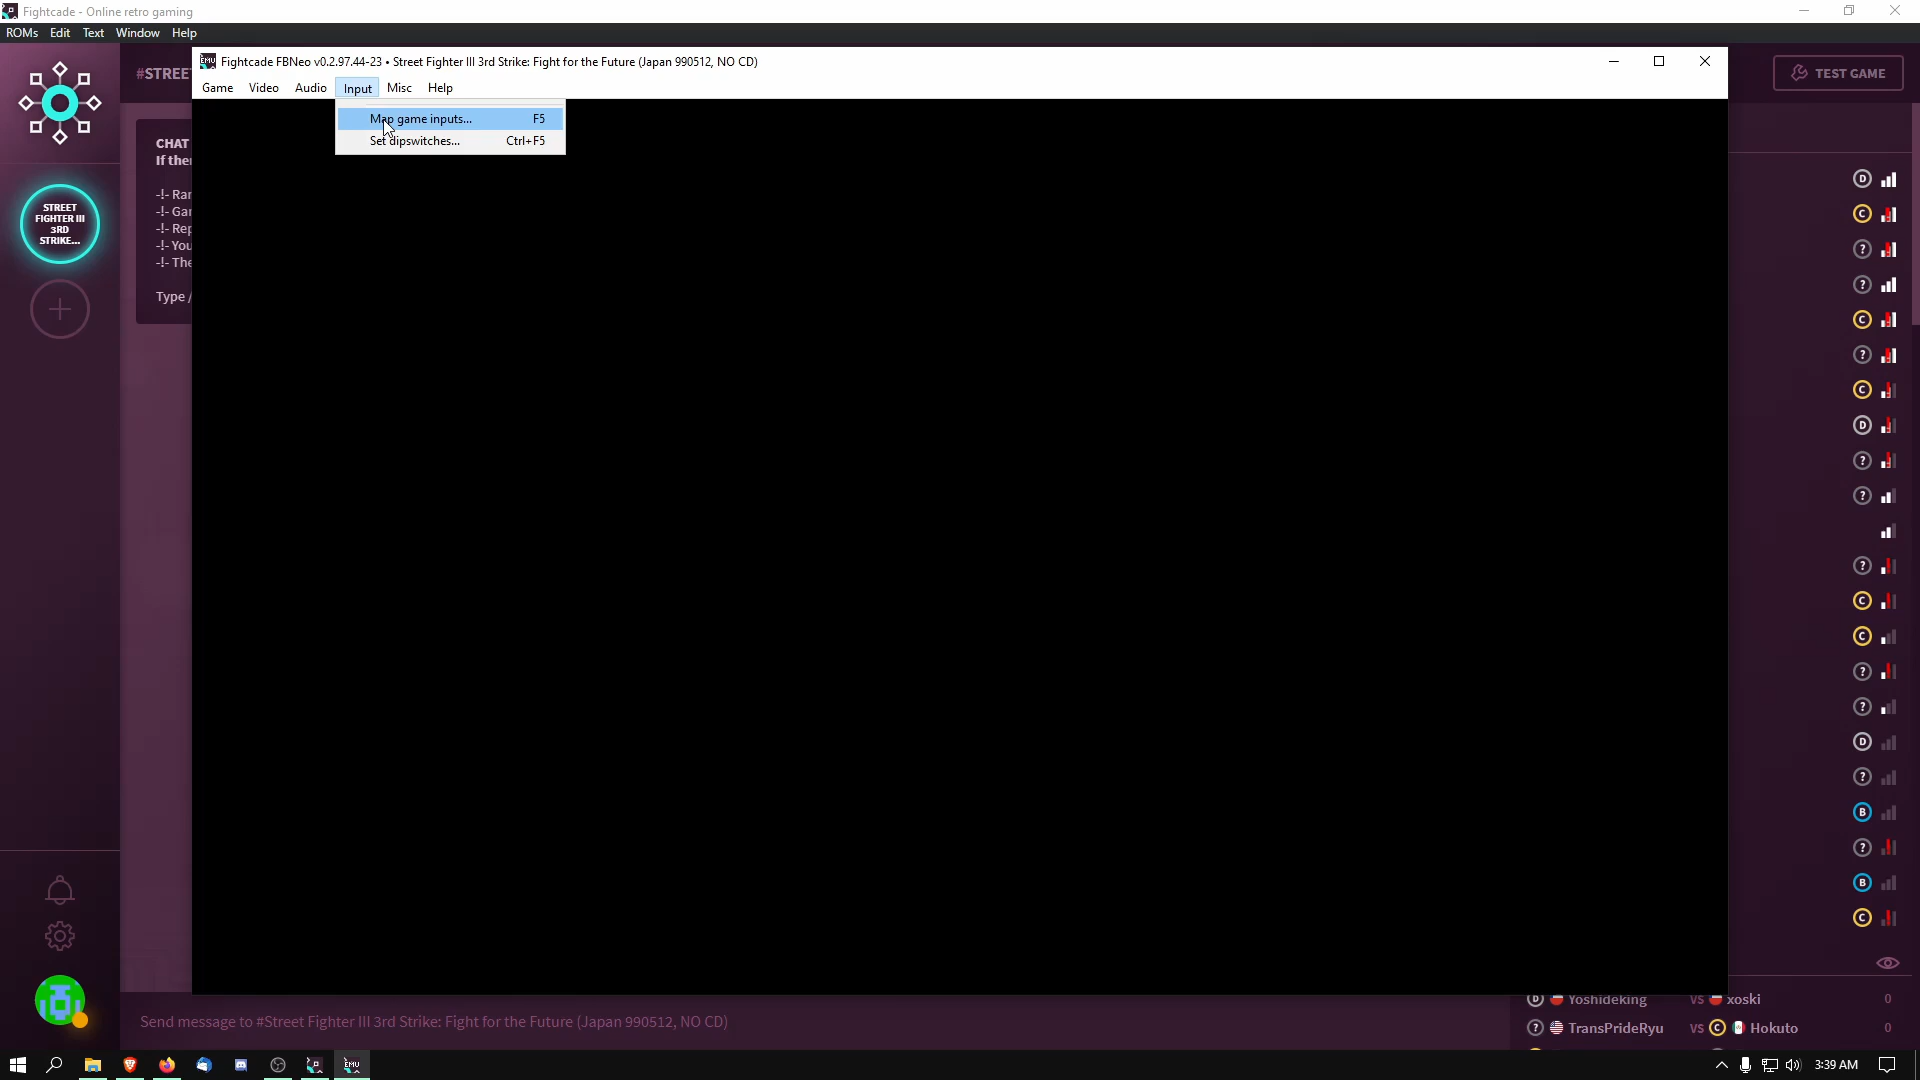 Fightcade - Online retro gaming
ROMs Edit Text Window Help
#STREE
TEST GAME
Fightcade FBNeo v0.2.97.44-23 • Street Fighter III 3rd Strike: Fight for the Future (Japan 990512, NO CD)
Game Video Audio Input Misc Help
Map game inputs... F5
Set dipswitches... Ctrl+F5
STREET
FIGHTER III
3RD
STRIKE...
CHAT
If the
-!- Ra
-!- Ga
-!- Rep
-!- You
-!- The
Type /
D
C
?
?
C
?
C
D
?
?
?
C
C
?
?
D
?
B
?
B
C
D Yoshideking vs xoski 0
? TransPrideRyu vs C Hokuto 0
Send message to #Street Fighter III 3rd Strike: Fight for the Future (Japan 990512, NO CD)
EMU
3:39 AM